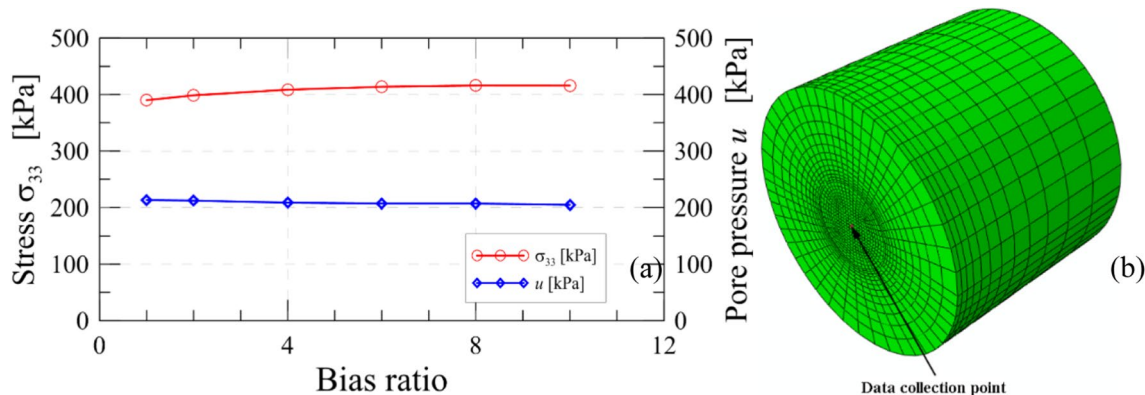 500
400
300
200
100
0
Stress σ33 [kPa]
0
4
8
12
Bias ratio
σ33 [kPa]
u [kPa]
(a)
500
400
300
200
100
0
Pore pressure u [kPa]
(b)
Data collection point